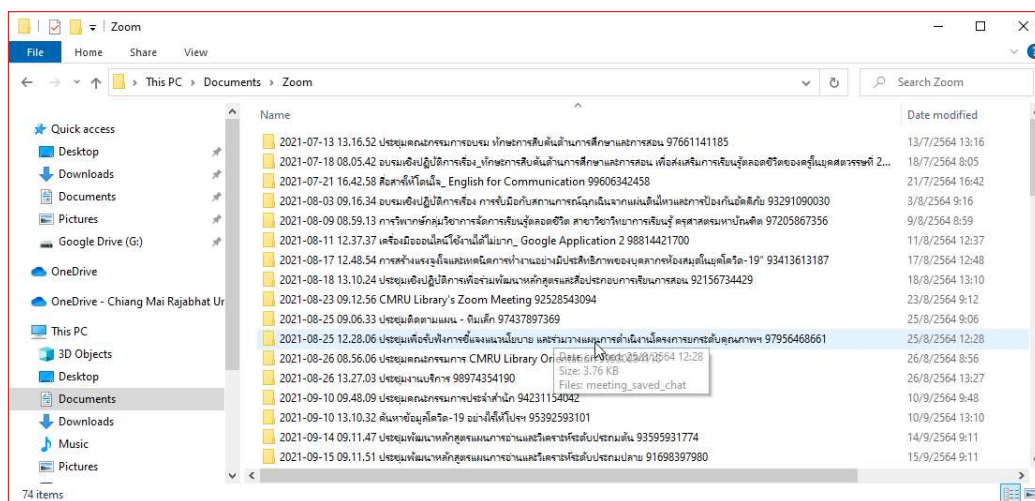 Zoom
File Home Share View
This PC > Documents > Zoom
Search Zoom
Quick access
Desktop
Downloads
Documents
Pictures
Google Drive (G:)
OneDrive
OneDrive - Chiang Mai Rajabhat Ur
This PC
3D Objects
Desktop
Documents
Downloads
Music
Pictures
Name Date modified
2021-07-13 13.16.52 ประชุมคณะกรรมการอบรม ทักษะการสืบค้นด้านการศึกษาและการสอน 97661141185 13/7/2564 13:16
2021-07-18 08.05.42 อบรมเชิงปฏิบัติการเรื่อง_ทักษะการสืบค้นด้านการศึกษาและการสอน เพื่อส่งเสริมการเรียนรู้ตลอดชีวิตของครูในยุคศตวรรษที่ 2... 18/7/2564 8:05
2021-07-21 16.42.58 สื่อสารให้โดนใจ_ English for Communication 99606342458 21/7/2564 16:42
2021-08-03 09.16.34 อบรมเชิงปฏิบัติการเรื่อง การรับมือกับสถานการณ์ฉุกเฉินจากแผ่นดินไหวและการป้องกันอัคคีภัย 93291090030 3/8/2564 9:16
2021-08-09 08.59.13 การวิพากษ์กลุ่มวิชาการจัดการเรียนรู้ตลอดชีวิต สาขาวิชาวิทยาการเรียนรู้ ครุศาสตรมหาบัณฑิต 97205867356 9/8/2564 8:59
2021-08-11 12.37.37 เครื่องมือออนไลน์ใช้งานได้ไม่ยาก_ Google Application 2 98814421700 11/8/2564 12:37
2021-08-17 12.48.54 การสร้างแรงจูงใจและเทคนิคการทำงานอย่างมีประสิทธิภาพของบุคลากรห้องสมุดในยุคโควิด-19" 93413613187 17/8/2564 12:48
2021-08-18 13.10.24 ประชุมเชิงปฏิบัติการเพื่อร่วมพัฒนาหลักสูตรและสื่อประกอบการเรียนการสอน 92156734429 18/8/2564 13:10
2021-08-23 09.12.56 CMRU Library's Zoom Meeting 92528543094 23/8/2564 9:12
2021-08-25 09.06.33 ประชุมติดตามแผน - ทิมเล็ก 97437897369 25/8/2564 9:06
2021-08-25 12.28.06 ประชุมเพื่อรับฟังการชี้แจงแนวนโยบาย และร่วมวางแผนการดำเนินงานโครงการยกระดับคุณภาพฯ 97956468661 25/8/2564 12:28
2021-08-26 08.56.06 ประชุมคณะกรรมการ CMRU Library Orientation 26/8/2564 8:56
Date created: 25/8/2564 12:28
Size: 3.76 KB
Files: meeting_saved_chat
2021-08-26 13.27.03 ประชุมงานบริการ 98974354190 26/8/2564 13:27
2021-09-10 09.48.09 ประชุมคณะกรรมการประจำสำนัก 94231154042 10/9/2564 9:48
2021-09-10 13.10.32 ค้นหาข้อมูลโควิด-19 อย่างไรให้โปรฯ 95392593101 10/9/2564 13:10
2021-09-14 09.11.47 ประชุมพัฒนาหลักสูตรแผนการอ่านและวิเคราะห์ระดับประถมต้น 93595931774 14/9/2564 9:11
2021-09-15 09.11.51 ประชุมพัฒนาหลักสูตรแผนการอ่านและวิเคราะห์ระดับประถมปลาย 91698397980 15/9/2564 9:11
74 items